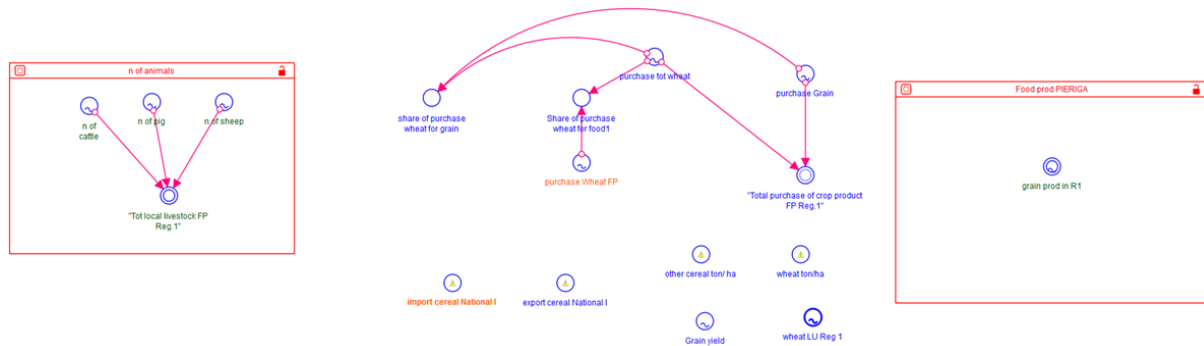 n of animals
n of
cattle
n of pig
n of sheep
"Tot local livestock FP
Reg.1"
purchase tot wheat
purchase Grain
share of purchase
wheat for grain
Share of purchase
wheat for food1
purchase Wheat FP
"Total purchase of crop product
FP Reg.1"
other cereal ton/ ha
wheat ton/ha
import cereal National I
export cereal National I
Grain yield
wheat LU Reg 1
Food prod PIERIGA
grain prod in R1